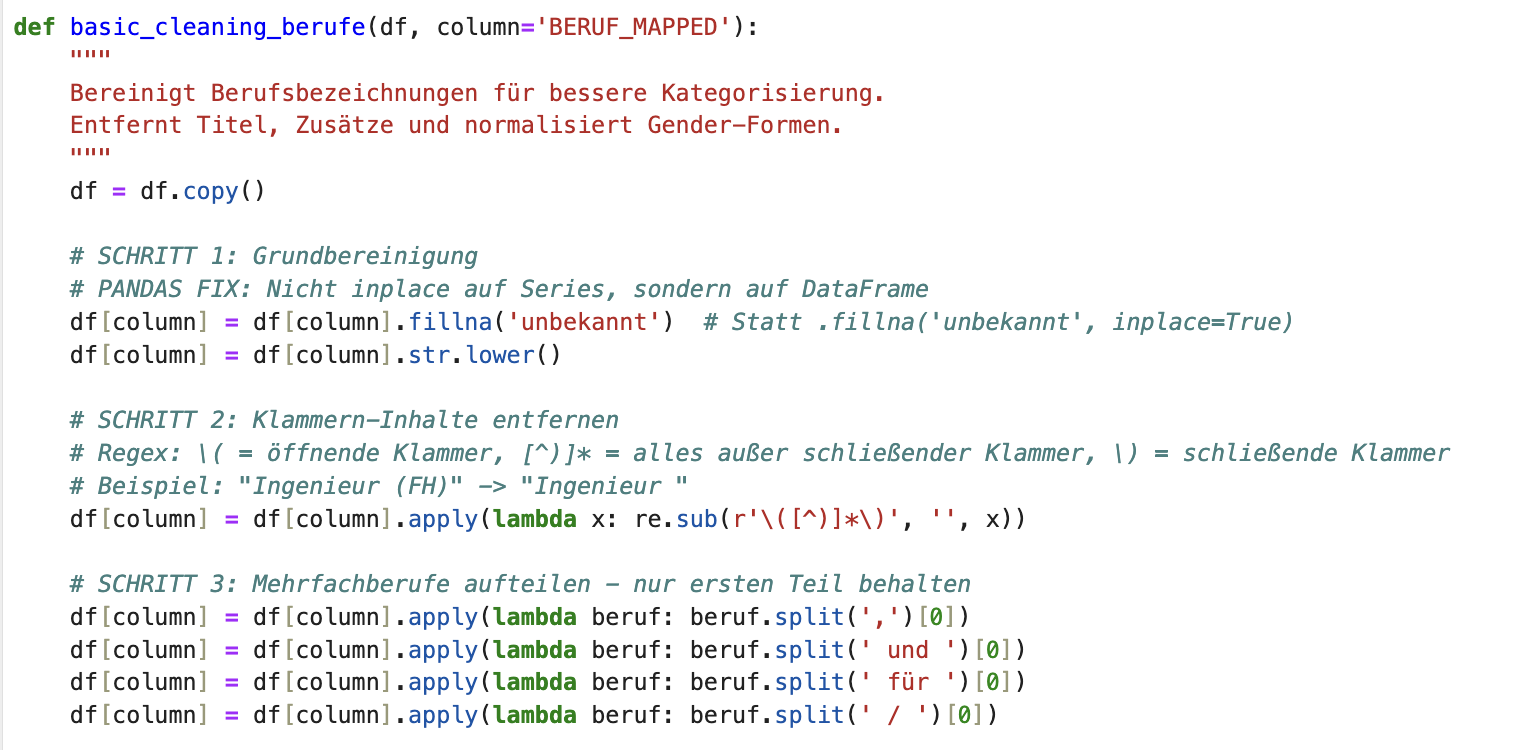 def basic_cleaning_berufe(df, column='BERUF_MAPPED'):
    """
    Bereinigt Berufsbezeichnungen für bessere Kategorisierung.
    Entfernt Titel, Zusätze und normalisiert Gender-Formen.
    """
    df = df.copy()

    # SCHRITT 1: Grundbereinigung
    # PANDAS FIX: Nicht inplace auf Series, sondern auf DataFrame
    df[column] = df[column].fillna('unbekannt')  # Statt .fillna('unbekannt', inplace=True)
    df[column] = df[column].str.lower()

    # SCHRITT 2: Klammern-Inhalte entfernen
    # Regex: \( = öffnende Klammer, [^)]* = alles außer schließender Klammer, \) = schließende Klammer
    # Beispiel: "Ingenieur (FH)" -> "Ingenieur "
    df[column] = df[column].apply(lambda x: re.sub(r'\([^)]*\)', '', x))

    # SCHRITT 3: Mehrfachberufe aufteilen - nur ersten Teil behalten
    df[column] = df[column].apply(lambda beruf: beruf.split(',')[0])
    df[column] = df[column].apply(lambda beruf: beruf.split(' und ')[0])
    df[column] = df[column].apply(lambda beruf: beruf.split(' für ')[0])
    df[column] = df[column].apply(lambda beruf: beruf.split(' / ')[0])